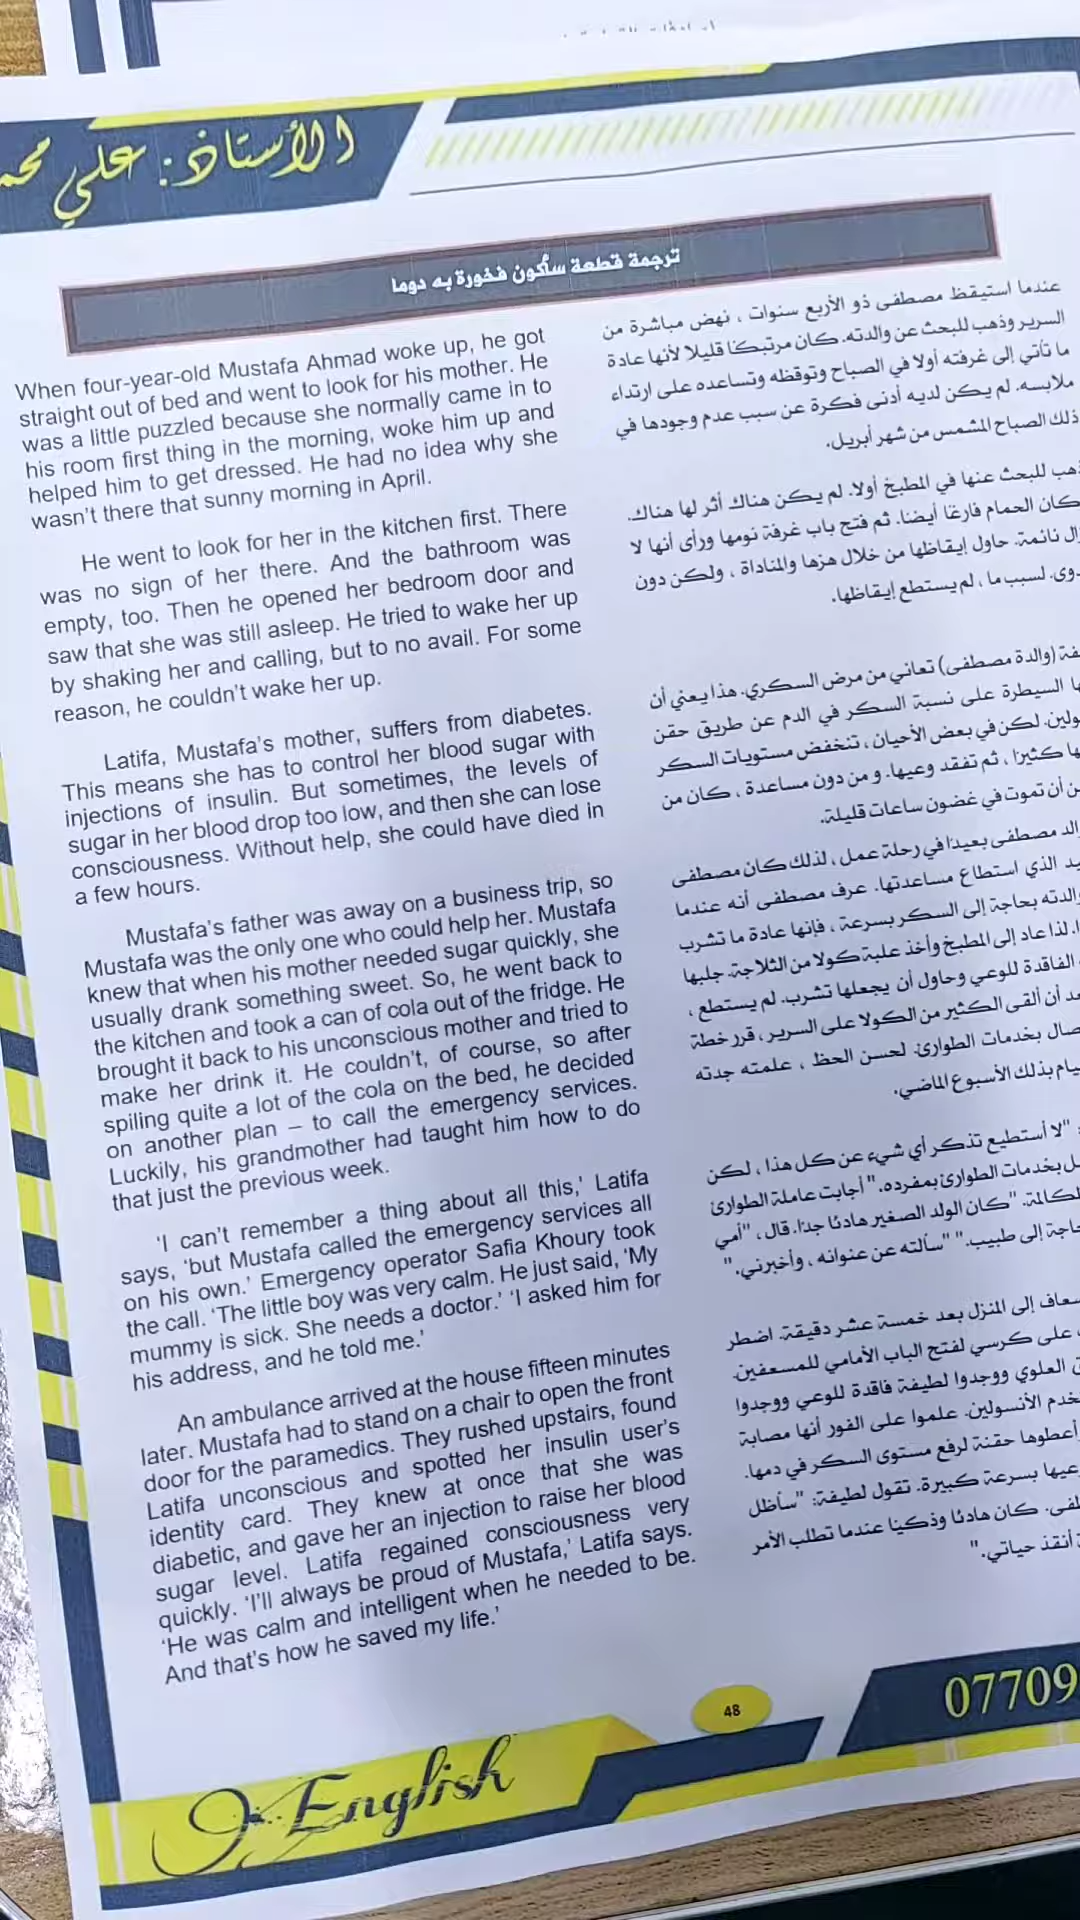 الأستاذ: علي
ترجمة قطعة سأكون فخورة به دوما
When four-year-old Mustafa Ahmad woke up, he got
straight out of bed and went to look for his mother. He
was a little puzzled because she normally came in to
his room first thing in the morning, woke him up and
helped him to get dressed. He had no idea why she
wasn't there that sunny morning in April.
He went to look for her in the kitchen first. There
was no sign of her there. And the bathroom was
empty, too. Then he opened her bedroom door and
saw that she was still asleep. He tried to wake her up
by shaking her and calling, but to no avail. For some
reason, he couldn't wake her up.
Latifa, Mustafa's mother, suffers from diabetes.
This means she has to control her blood sugar with
injections of insulin. But sometimes, the levels of
sugar in her blood drop too low, and then she can lose
consciousness. Without help, she could have died in
a few hours.
Mustafa's father was away on a business trip, so
Mustafa was the only one who could help her. Mustafa
knew that when his mother needed sugar quickly, she
usually drank something sweet. So, he went back to
the kitchen and took a can of cola out of the fridge. He
brought it back to his unconscious mother and tried to
make her drink it. He couldn't, of course, so after
spiling quite a lot of the cola on the bed, he decided
on another plan – to call the emergency services.
Luckily, his grandmother had taught him how to do
that just the previous week.
'I can't remember a thing about all this,' Latifa
says, 'but Mustafa called the emergency services all
on his own.' Emergency operator Safia Khoury took
the call. 'The little boy was very calm. He just said, 'My
mummy is sick. She needs a doctor.' 'I asked him for
his address, and he told me.'
An ambulance arrived at the house fifteen minutes
later. Mustafa had to stand on a chair to open the front
door for the paramedics. They rushed upstairs, found
Latifa unconscious and spotted her insulin user's
identity card. They knew at once that she was
diabetic, and gave her an injection to raise her blood
sugar level. Latifa regained consciousness very
quickly. 'I'll always be proud of Mustafa,' Latifa says.
'He was calm and intelligent when he needed to be.
And that's how he saved my life.'
عندما استيقظ مصطفى ذو الأربع سنوات ، نهض مباشرة من
السرير وذهب للبحث عن والدته. كان مرتبكًا قليلا لأنها عادة
ما تأتي إلى غرفته أولا في الصباح وتوقظه وتساعده على ارتداء
ملابسه. لم يكن لديه أدنى فكرة عن سبب عدم وجودها في
ذلك الصباح المشمس من شهر أبريل.
للبحث عنها في المطبخ أولا. لم يكن هناك أثر لها هناك.
كان الحمام فارغا أيضا. ثم فتح باب غرفة نومها ورأى أنها لا
نائمة. حاول إيقاظها من خلال هزها والمناداة ، ولكن دون
لسبب ما ، لم يستطع إيقاظها.
(والدة مصطفى) تعاني من مرض السكري. هذا يعني أن
السيطرة على نسبة السكر في الدم عن طريق حقن
لكن في بعض الأحيان ، تنخفض مستويات السكر
كثيرًا ، ثم تفقد وعيها. و من دون مساعدة ، كان من
أن تموت في غضون ساعات قليلة.
مصطفى بعيدا في رحلة عمل ، لذلك كان مصطفى
الذي استطاع مساعدتها. عرف مصطفى أنه عندما
بحاجة إلى السكر بسرعة ، فإنها عادة ما تشرب
لذا عاد إلى المطبخ وأخذ علبة كولا من الثلاجة. جلبها
الفاقدة للوعي وحاول أن يجعلها تشرب. لم يستطع ،
أن ألقى الكثير من الكولا على السرير ، قرر خطة
بخدمات الطوارئ. لحسن الحظ ، علمته جدته
بذلك الأسبوع الماضي.
"لا أستطيع تذكر أي شيء عن كل هذا ، لكن
بخدمات الطوارئ بمفرده." أجابت عاملة الطوارئ
"كان الولد الصغير هادئا جدًا. قال ، "أمي
إلى طبيب." "سألته عن عنوانه ، وأخبرني."
إلى المنزل بعد خمسة عشر دقيقة. اضطر
على كرسي لفتح الباب الأمامي للمسعفين.
العلوي ووجدوا لطيفة فاقدة للوعي ووجدوا
الأنسولين. علموا على الفور أنها مصابة
وأعطوها حقنة لرفع مستوى السكر في دمها.
بسرعة كبيرة. تقول لطيفة: "سأظل
كان هادئا وذكيا عندما تطلب الأمر
أنقذ حياتي."
48
07709
English